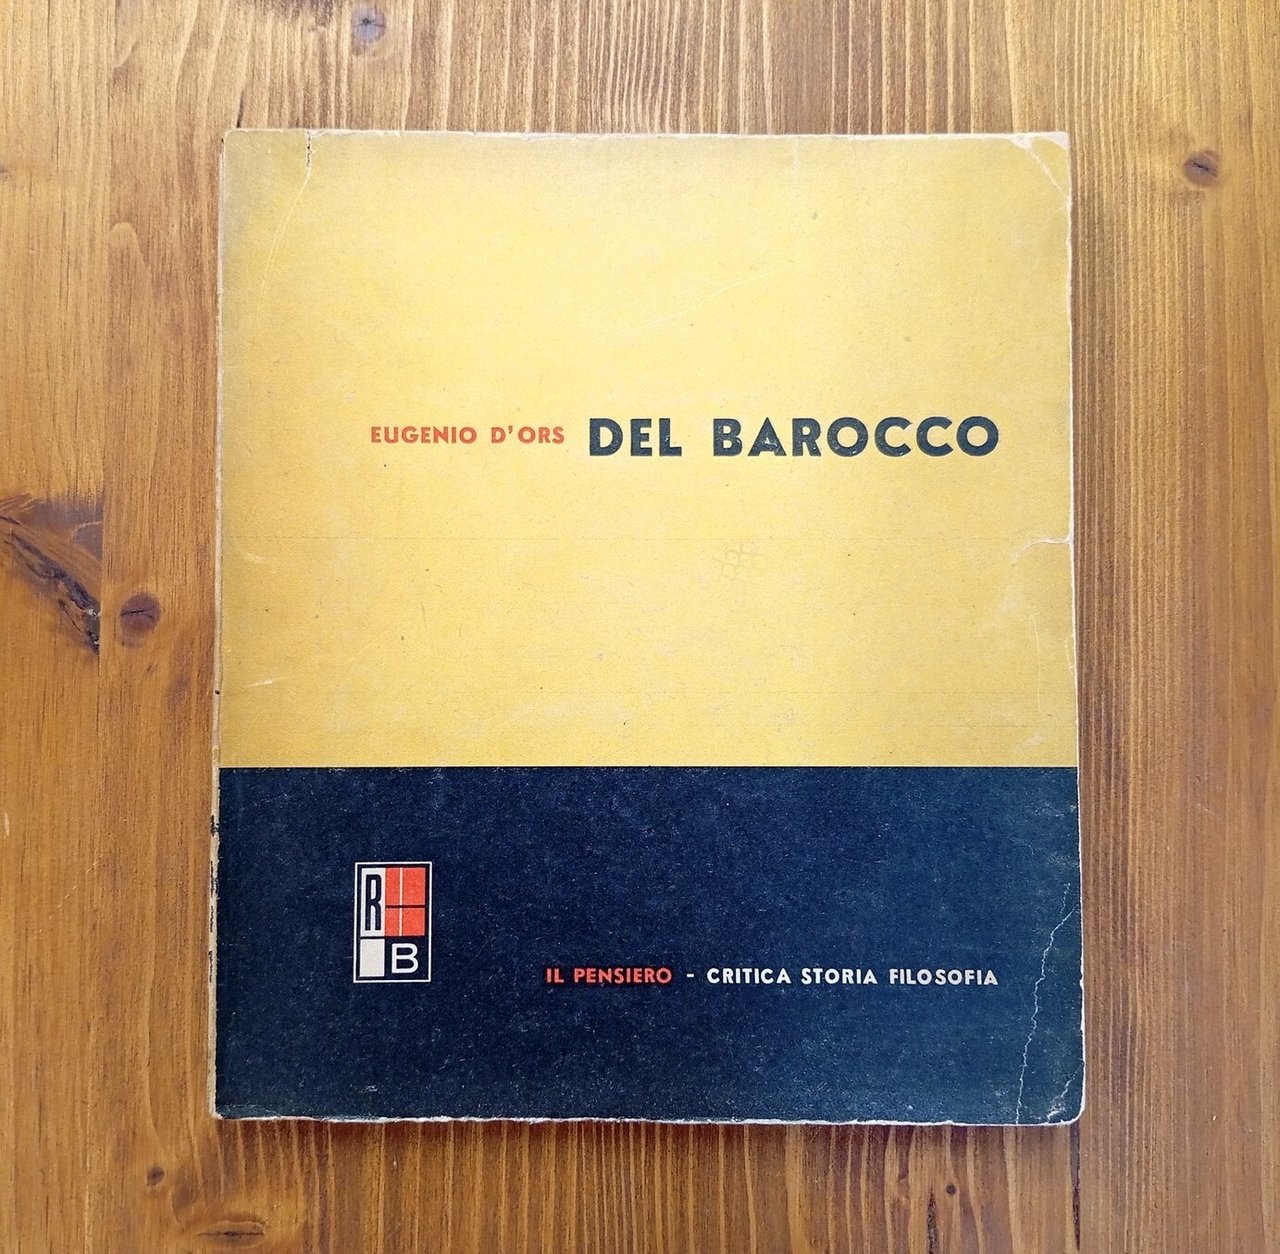 EUGENIO D'ORS DEL BAROCCO
R
B
IL PENSIERO - CRITICA STORIA FILOSOFIA